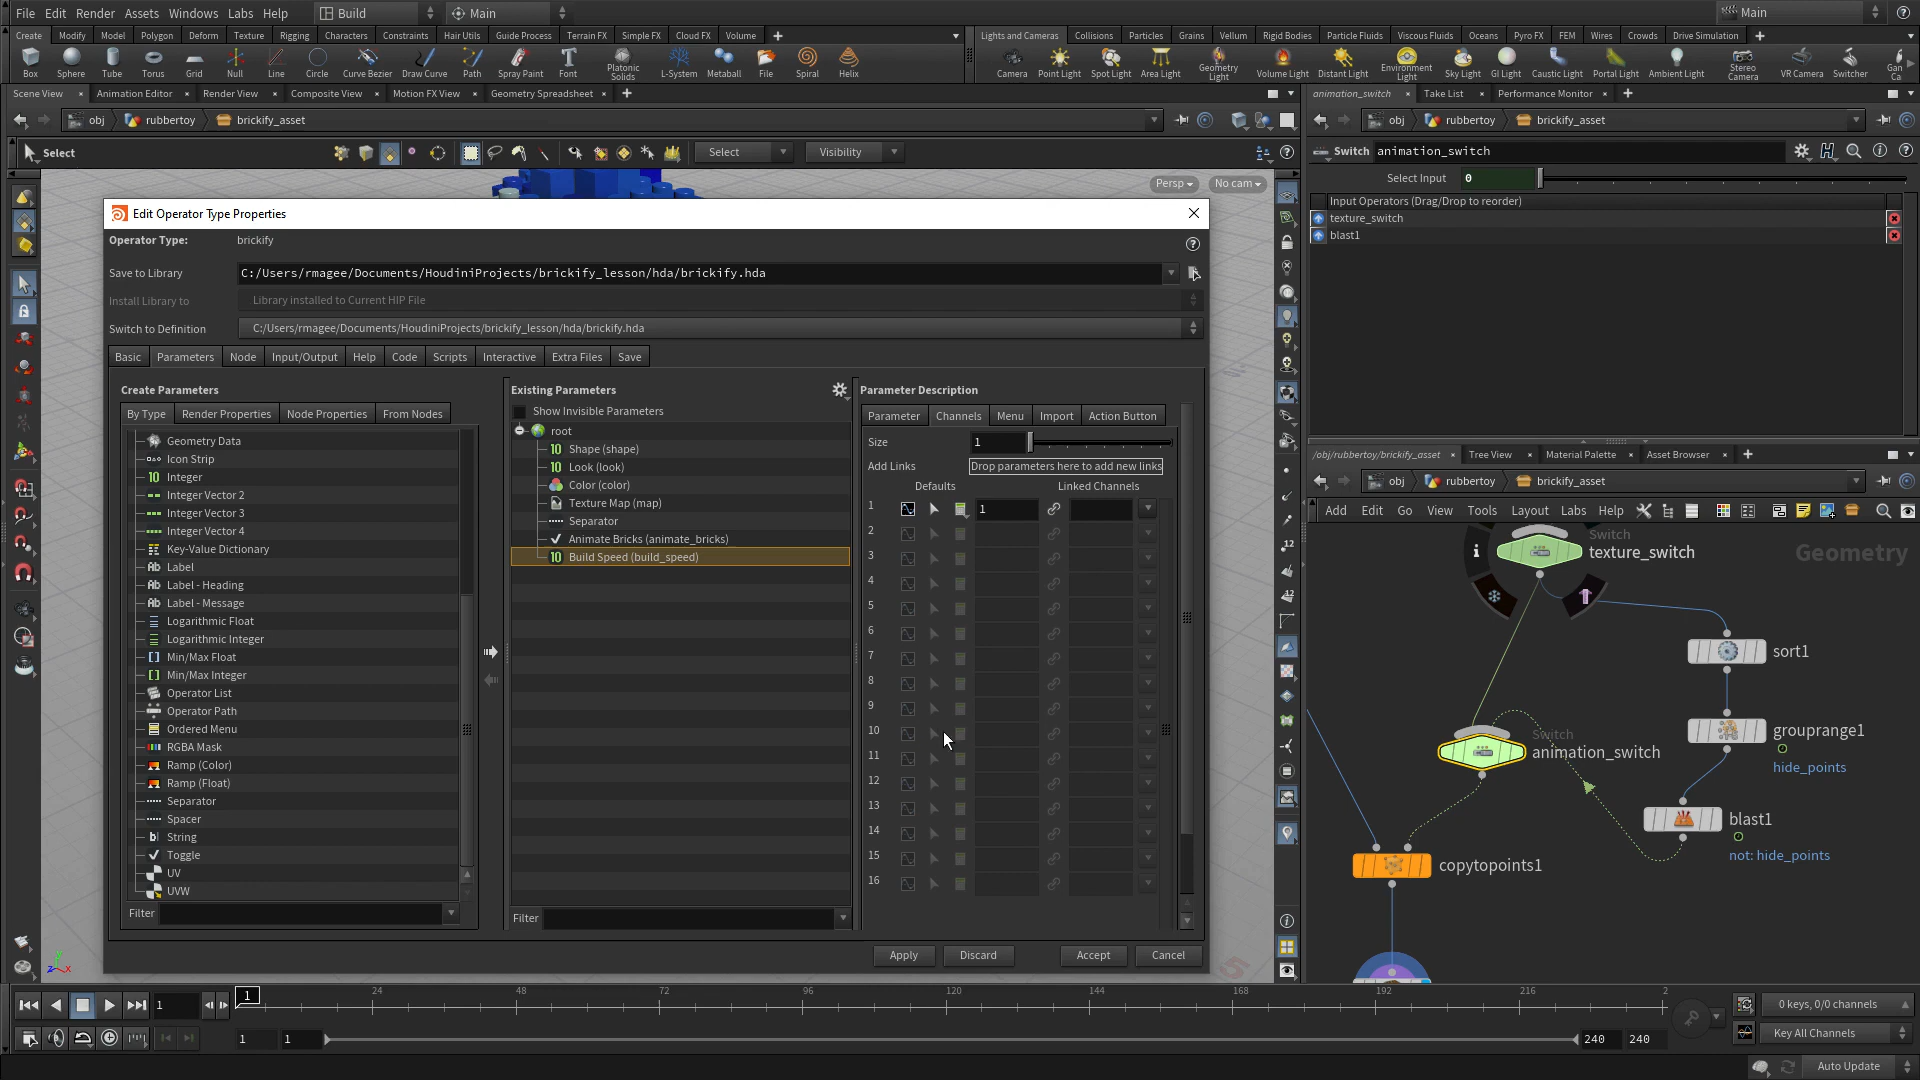 File Edit Render Assets Windows Labs Help Build Main Main
Create Modify Model Polygon Deform Texture Rigging Characters Constraints Hair Utils Guide Process Terrain FX Simple FX Cloud FX Volume
Lights and Cameras Collisions Particles Grains Vellum Rigid Bodies Particle Fluids Viscous Fluids Oceans Pyro FX FEM Wires Crowds Drive Simulation
Box Sphere Tube Torus Grid Null Line Circle Curve Bezier Draw Curve Path Spray Paint Font Platonic Solids L-System Metaball File Spiral Helix
Camera Point Light Spot Light Area Light Geometry Light Volume Light Distant Light Environment Light Sky Light GI Light Caustic Light Portal Light Ambient Light Stereo Camera VR Camera Switcher Gan Ca
Scene View Animation Editor Render View Composite View Motion FX View Geometry Spreadsheet
animation_switch Take List Performance Monitor
obj rubbertoy brickify_asset
obj rubbertoy brickify_asset
Select Select Visibility
Switch animation_switch
Select Input 0
Input Operators (Drag/Drop to reorder)
texture_switch
blast1
Persp No cam
Edit Operator Type Properties
Operator Type: brickify
Save to Library C:/Users/rmagee/Documents/HoudiniProjects/brickify_lesson/hda/brickify.hda
Install Library to Library installed to Current HIP File
Switch to Definition C:/Users/rmagee/Documents/HoudiniProjects/brickify_lesson/hda/brickify.hda
Basic Parameters Node Input/Output Help Code Scripts Interactive Extra Files Save
Create Parameters
By Type Render Properties Node Properties From Nodes
Geometry Data
Icon Strip
Integer
Integer Vector 2
Integer Vector 3
Integer Vector 4
Key-Value Dictionary
Label
Label - Heading
Label - Message
Logarithmic Float
Logarithmic Integer
Min/Max Float
Min/Max Integer
Operator List
Operator Path
Ordered Menu
RGBA Mask
Ramp (Color)
Ramp (Float)
Separator
Spacer
String
Toggle
UV
UVW
Filter
Existing Parameters
Show Invisible Parameters
root
Shape (shape)
Look (look)
Color (color)
Texture Map (map)
Separator
Animate Bricks (animate_bricks)
Build Speed (build_speed)
Filter
Parameter Description
Parameter Channels Menu Import Action Button
Size 1
Add Links Drop parameters here to add new links
Defaults Linked Channels
1 1
2
3
4
5
6
7
8
9
10
11
12
13
14
15
16
Apply Discard Accept Cancel
/obj/rubbertoy/brickify_asset Tree View Material Palette Asset Browser
obj rubbertoy brickify_asset
Add Edit Go View Tools Layout Labs Help
Geometry
Switch
texture_switch
sort1
grouprange1
hide_points
Switch
animation_switch
blast1
not: hide_points
copytopoints1
1 1 24 48 72 96 120 144 168 192 216 2
0 keys, 0/0 channels
1 1 240 240
Key All Channels
Auto Update